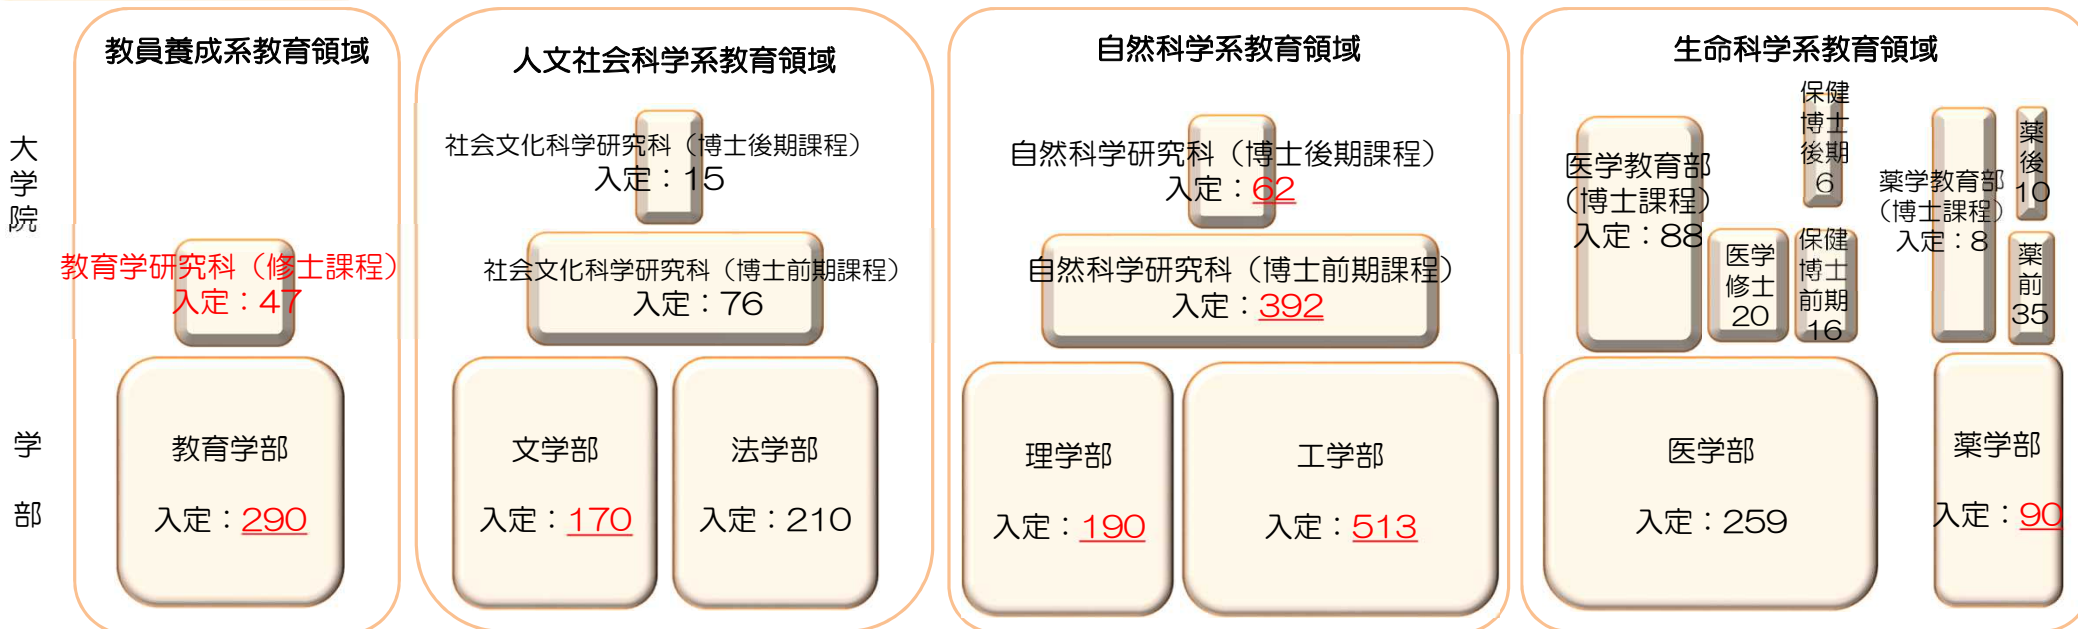 教員養成系教育領域
人文社会科学系教育領域
自然科学系教育領域
生命科学系教育領域
大学院
教育学研究科（修士課程）
入定：47
社会文化科学研究科（博士後期課程）
入定：15
社会文化科学研究科（博士前期課程）
入定：76
自然科学研究科（博士後期課程）
入定：62
自然科学研究科（博士前期課程）
入定：392
医学教育部
（博士課程）
入定：88
保健
博士
後期
6
医学
修士
20
保健
博士
前期
16
薬学教育部
（博士課程）
入定：8
薬
後
10
薬
前
35
学部
教育学部
入定：290
文学部
入定：170
法学部
入定：210
理学部
入定：190
工学部
入定：513
医学部
入定：259
薬学部
入定：90